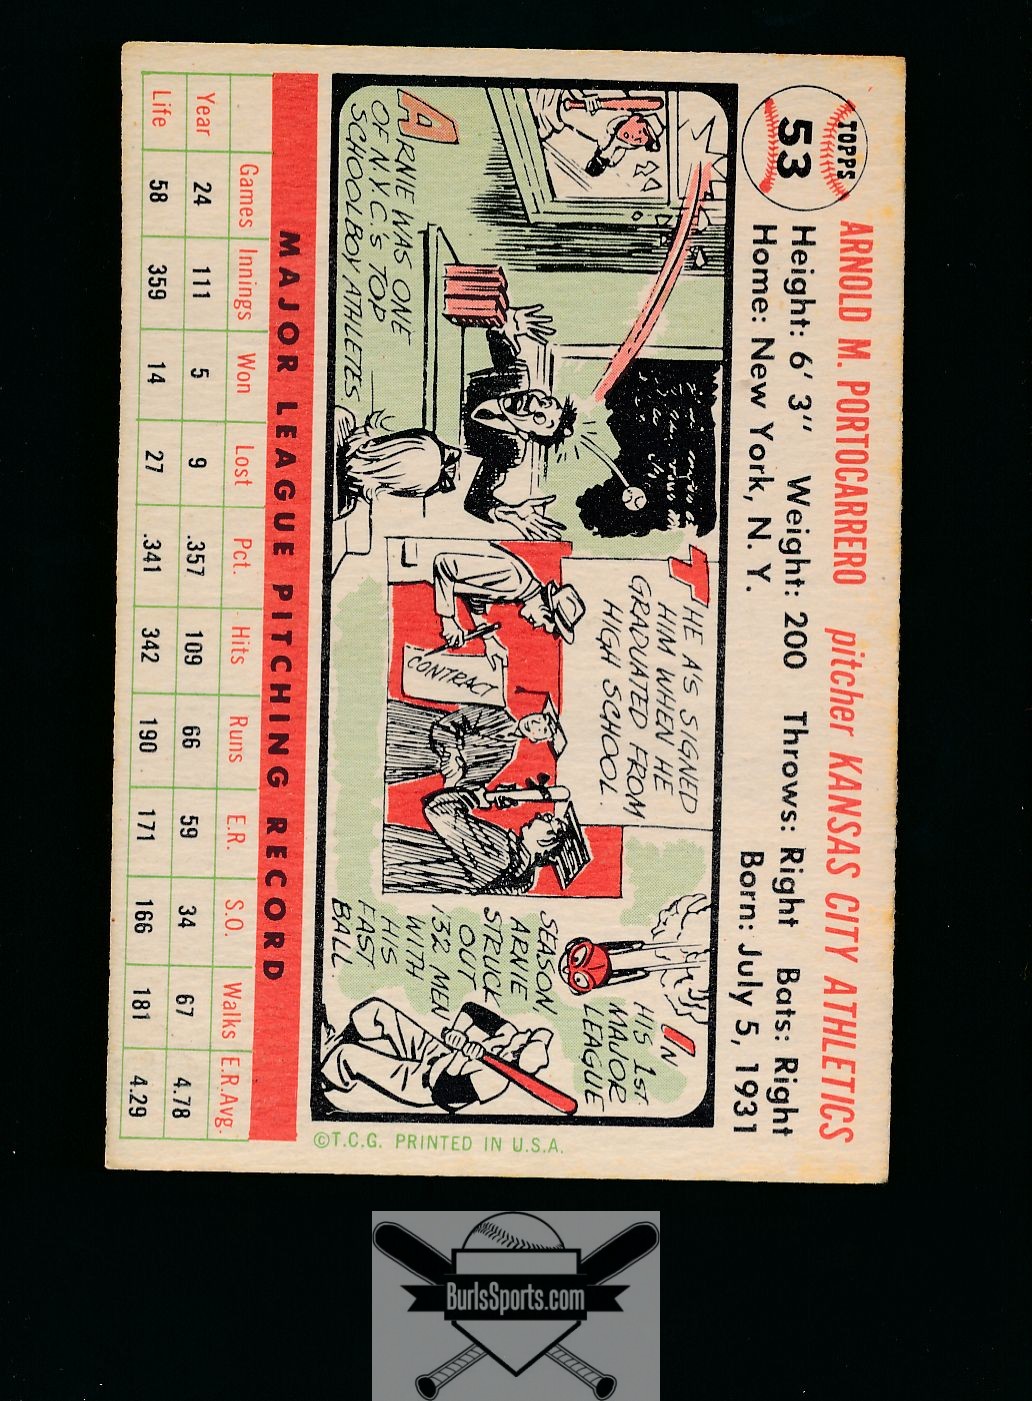 TOPPS
53
ARNOLD M. PORTOCARRERO pitcher KANSAS CITY ATHLETICS
Height: 6' 3" Weight: 200 Throws: Right Bats: Right
Home: New York, N. Y. Born: July 5, 1931
ARNIE WAS ONE
OF N.Y.C.'S TOP
SCHOOLBOY ATHLETES.
THE A'S SIGNED
HIM WHEN HE
GRADUATED FROM
HIGH SCHOOL.
CONTRACT
IN
HIS 1ST
MAJOR
LEAGUE
SEASON
ARNIE
STRUCK
OUT
132 MEN
WITH
HIS
FAST
BALL.
MAJOR LEAGUE PITCHING RECORD
Games Innings Won Lost Pct. Hits Runs E.R. S.O. Walks E.R.Avg.
Year 24 111 5 9 .357 109 66 59 34 67 4.78
Life 58 359 14 27 .341 342 190 171 166 181 4.29
©T.C.G. PRINTED IN U.S.A.
BurlsSports.com